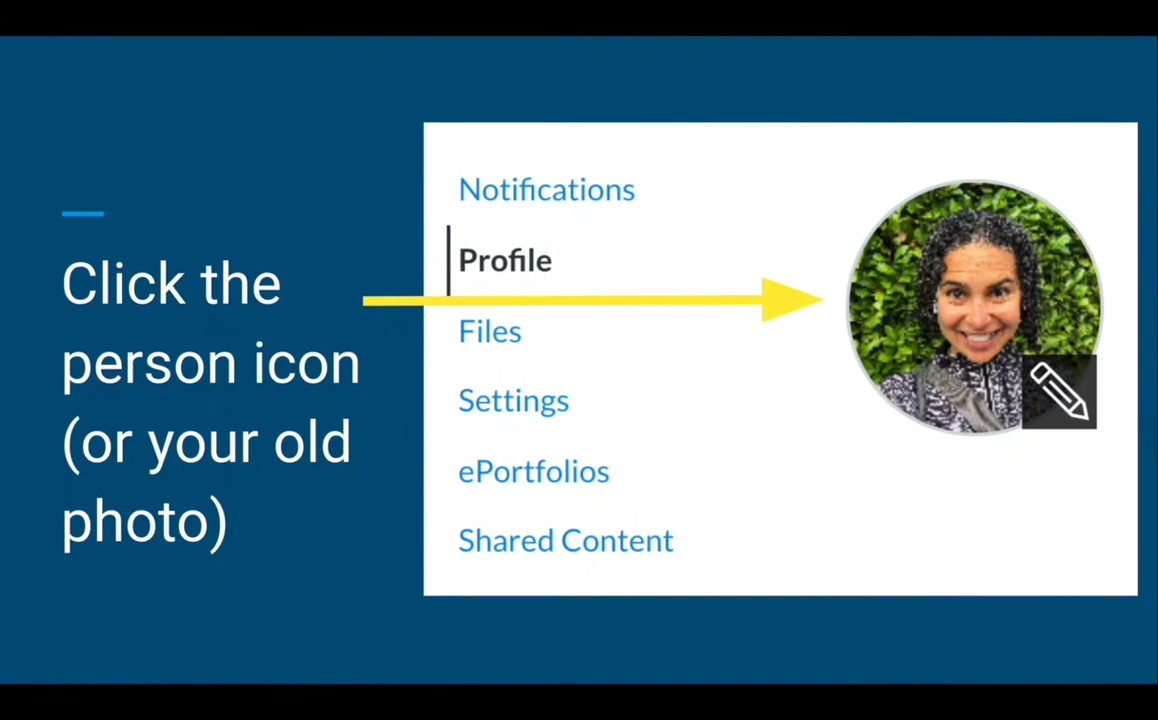 Click the
person icon
(or your old
photo)
Notifications
Profile
Files
Settings
ePortfolios
Shared Content